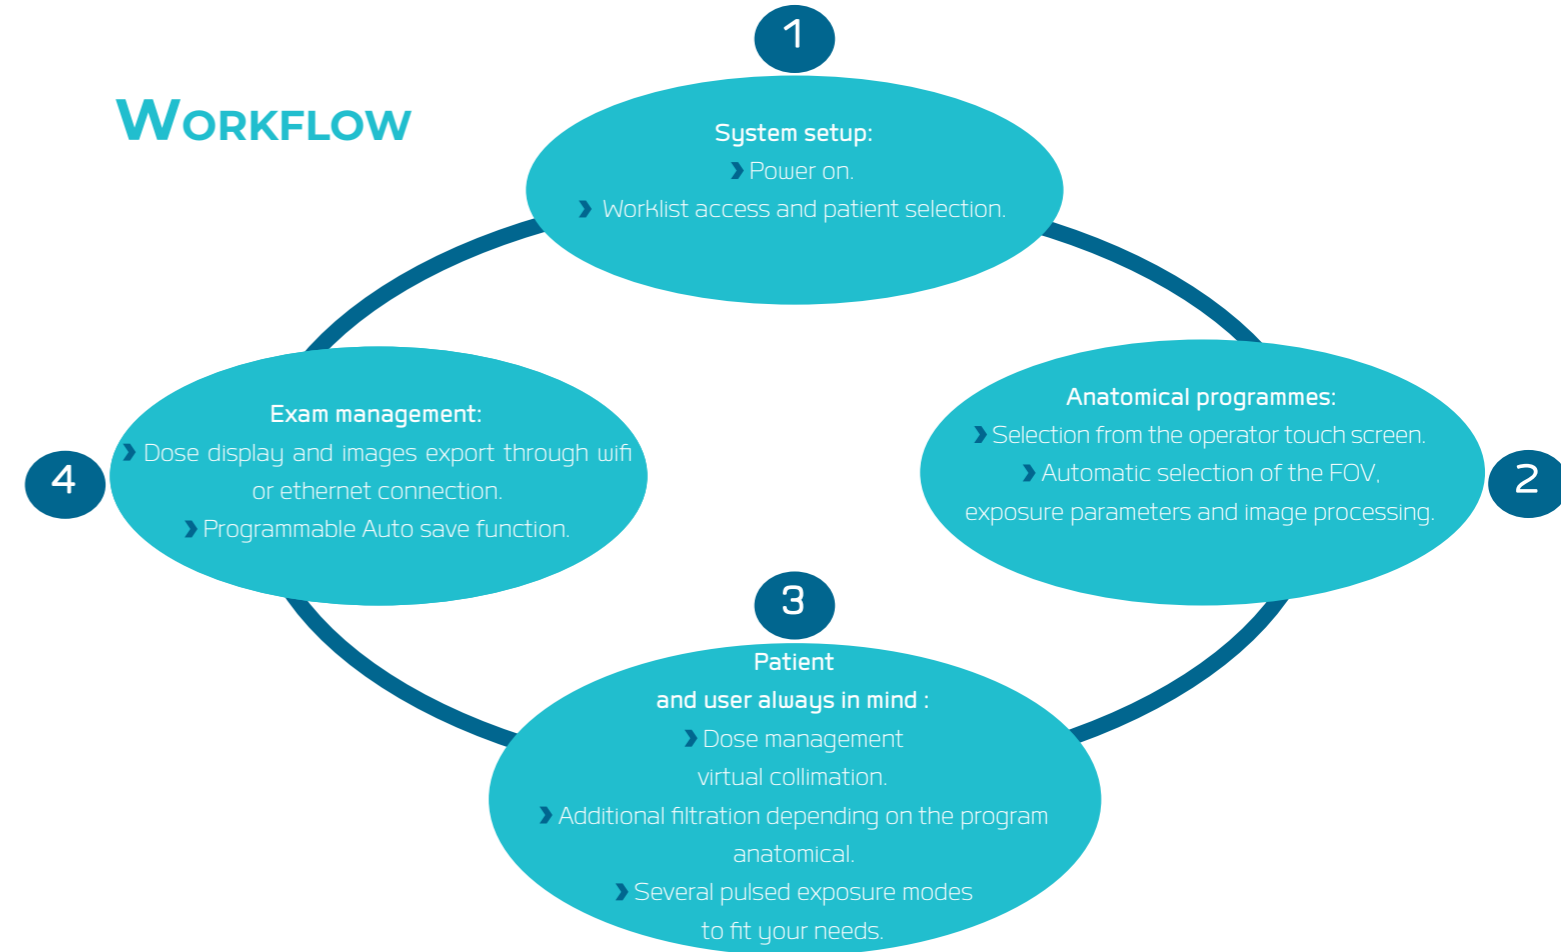 WORKFLOW
1
System setup:
❯ Power on.
❯ Worklist access and patient selection.
Anatomical programmes:
❯ Selection from the operator touch screen.
❯ Automatic selection of the FOV,
exposure parameters and image processing.
2
3
Patient
and user always in mind :
❯ Dose management
virtual collimation.
❯ Additional filtration depending on the program
anatomical.
❯ Several pulsed exposure modes
to fit your needs.
4
Exam management:
❯ Dose display and images export through wifi
or ethernet connection.
❯ Programmable Auto save function.